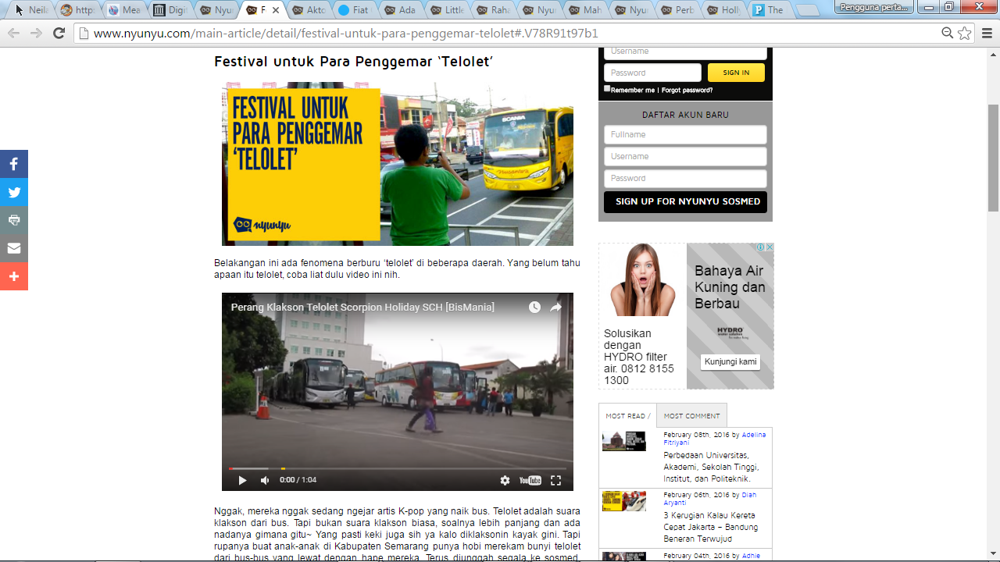 Neila
http:
Mea
Digit
Nyu
F
Akto
Fiat
Ada
Little
Raha
Nyu
Mah
Nyu
Perb
Holl
The
Pengguna perta...
www.nyunyu.com/main-article/detail/festival-untuk-para-penggemar-telolet#.V78R91t97b1
Festival untuk Para Penggemar ‘Telolet’
FESTIVAL UNTUK
PARA PENGGEMAR
‘TELOLET’
nyunyu
SCANIA
Nusantara
Belakangan ini ada fenomena berburu ‘telolet’ di beberapa daerah. Yang belum tahu
apaan itu telolet, coba liat dulu video ini nih.
Perang Klakson Telolet Scorpion Holiday SCH [BisMania]
0:00 / 1:04
YouTube
Nggak, mereka nggak sedang ngejar artis K-pop yang naik bus. Telolet adalah suara
klakson dari bus. Tapi bukan suara klakson biasa, soalnya lebih panjang dan ada
nadanya gimana gitu~ Yang pasti keki juga sih ya kalo diklaksonin kayak gini. Tapi
rupanya buat anak-anak di Kabupaten Semarang punya hobi merekam bunyi telolet
dari bus-bus yang lewat dengan hape mereka. Terus diunggah segala ke sosmed.
Username
Password
SIGN IN
Remember me | Forgot password?
DAFTAR AKUN BARU
Fullname
Username
Password
SIGN UP FOR NYUNYU SOSMED
Solusikan
dengan
HYDRO filter
air. 0812 8155
1300
Bahaya Air
Kuning dan
Berbau
HYDRO
Kunjungi kami
MOST READ /
MOST COMMENT
February 08th, 2016 by Adelina
Fitriyani
Perbedaan Universitas,
Akademi, Sekolah Tinggi,
Institut, dan Politeknik.
February 06th, 2016 by Diah
Aryanti
3 Kerugian Kalau Kereta
Cepat Jakarta – Bandung
Beneran Terwujud
February 04th, 2016 by Adhie